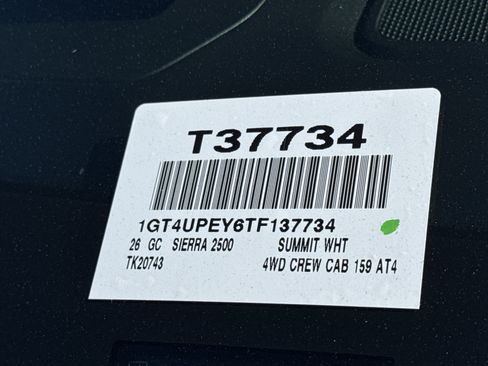 T37734
1GT4UPEY6TF137734
26 GC SIERRA 2500 SUMMIT WHT
TK20743 4WD CREW CAB 159 AT4